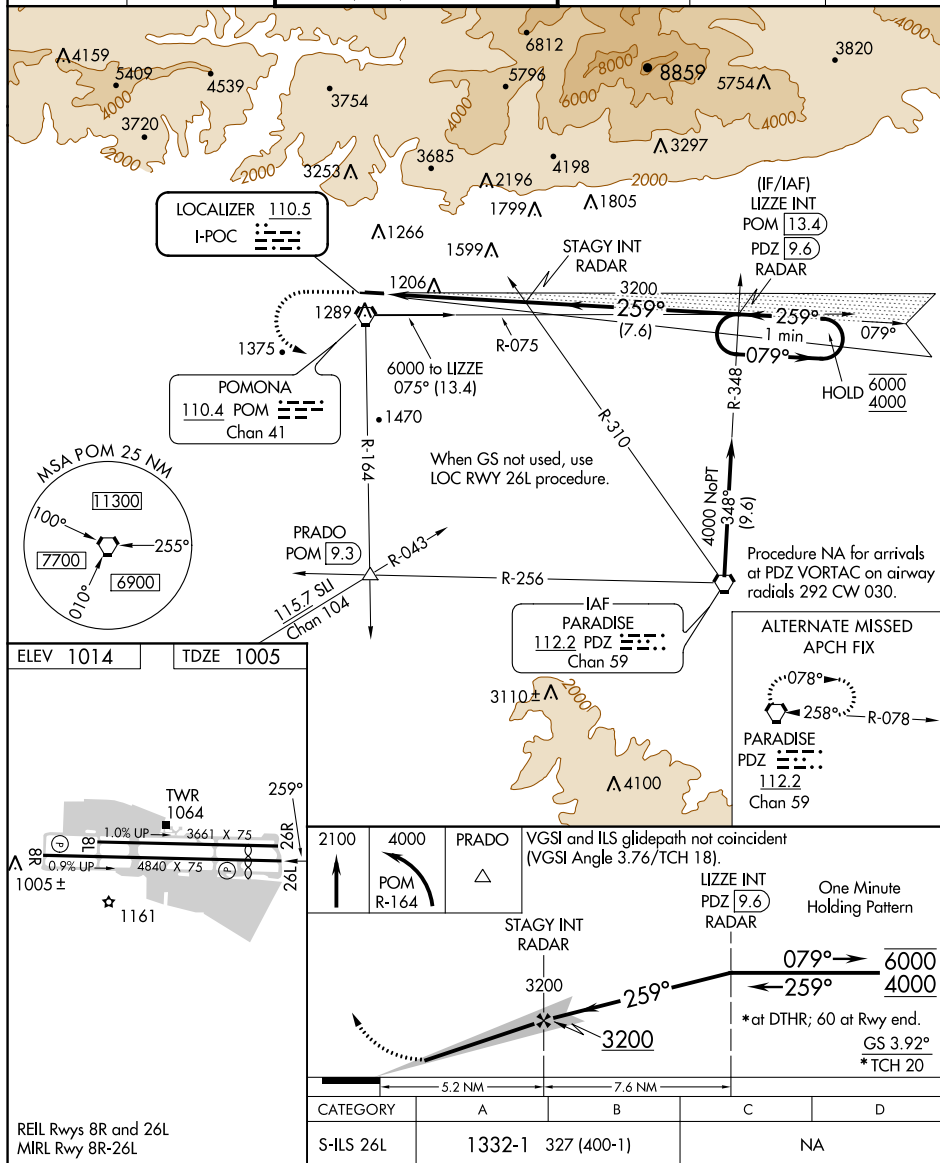 4159
5409
4539
4000
3720
2000
3754
2000
3253
6812
5796
4000
6000
8000
8859
5754
4000
3820
4000
3685
4198
3297
2196
2000
1799
1805
LOCALIZER 110.5
I-POC
1266
1599
1206
1289
1375
STAGY INT
RADAR
(IF/IAF)
LIZZE INT
POM 13.4
PDZ 9.6
RADAR
3200
259°
(7.6)
259°
1 min
079°
079°
HOLD 6000
4000
R-075
6000 to LIZZE
075° (13.4)
POMONA
110.4 POM
Chan 41
1470
R-164
R-310
R-348
4000 NoPT
348°
(9.6)
When GS not used, use
LOC RWY 26L procedure.
MSA POM 25 NM
11300
100°
255°
7700
6900
010°
PRADO
POM 9.3
R-043
R-256
115.7 SLI
Chan 104
Procedure NA for arrivals
at PDZ VORTAC on airway
radials 292 CW 030.
IAF
PARADISE
112.2 PDZ
Chan 59
3110 ±
2000
4100
ALTERNATE MISSED
APCH FIX
078°
258°
R-078
PARADISE
PDZ
112.2
Chan 59
ELEV 1014
TDZE 1005
TWR
1064
259°
1.0% UP
3661 X 75
8L
26R
8R
P
0.9% UP
4840 X 75
P
26L
1005 ±
1161
REIL Rwys 8R and 26L
MIRL Rwy 8R-26L
2100
4000
POM
R-164
PRADO
VGSI and ILS glidepath not coincident
(VGSI Angle 3.76/TCH 18).
STAGY INT
RADAR
LIZZE INT
PDZ 9.6
RADAR
One Minute
Holding Pattern
3200
259°
3200
079°
259°
6000
4000
*at DTHR; 60 at Rwy end.
GS 3.92°
*TCH 20
5.2 NM
7.6 NM
CATEGORY A B C D
S-ILS 26L 1332-1 327 (400-1) NA